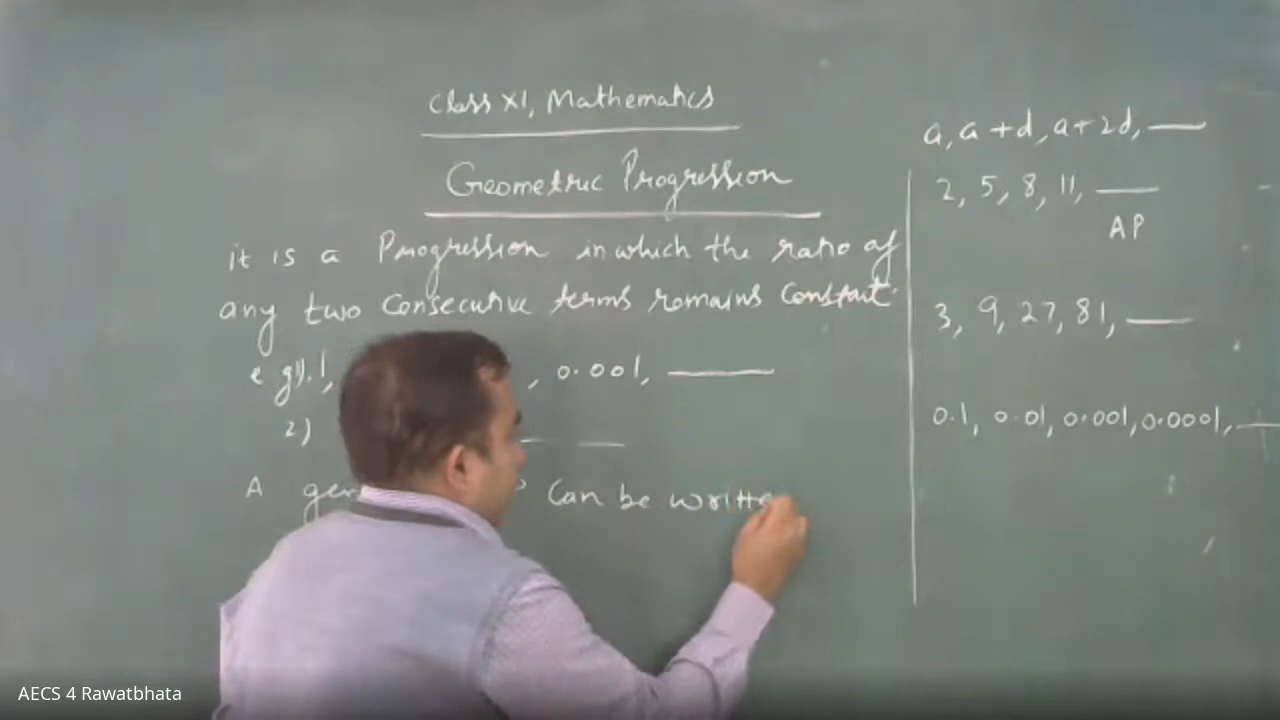 Class XI, Mathematics
Geometric Progression
it is a Progression in which the ratio of
any two Consecutive terms remains Constant.
e g 1). 1, , 0.001, ———
2) — —
A can be written
a, a + d, a + 2d, ———
2, 5, 8, 11, ———
AP
3, 9, 27, 81, ———
0.1, 0.01, 0.001, 0.0001, ———
AECS 4 Rawatbhata